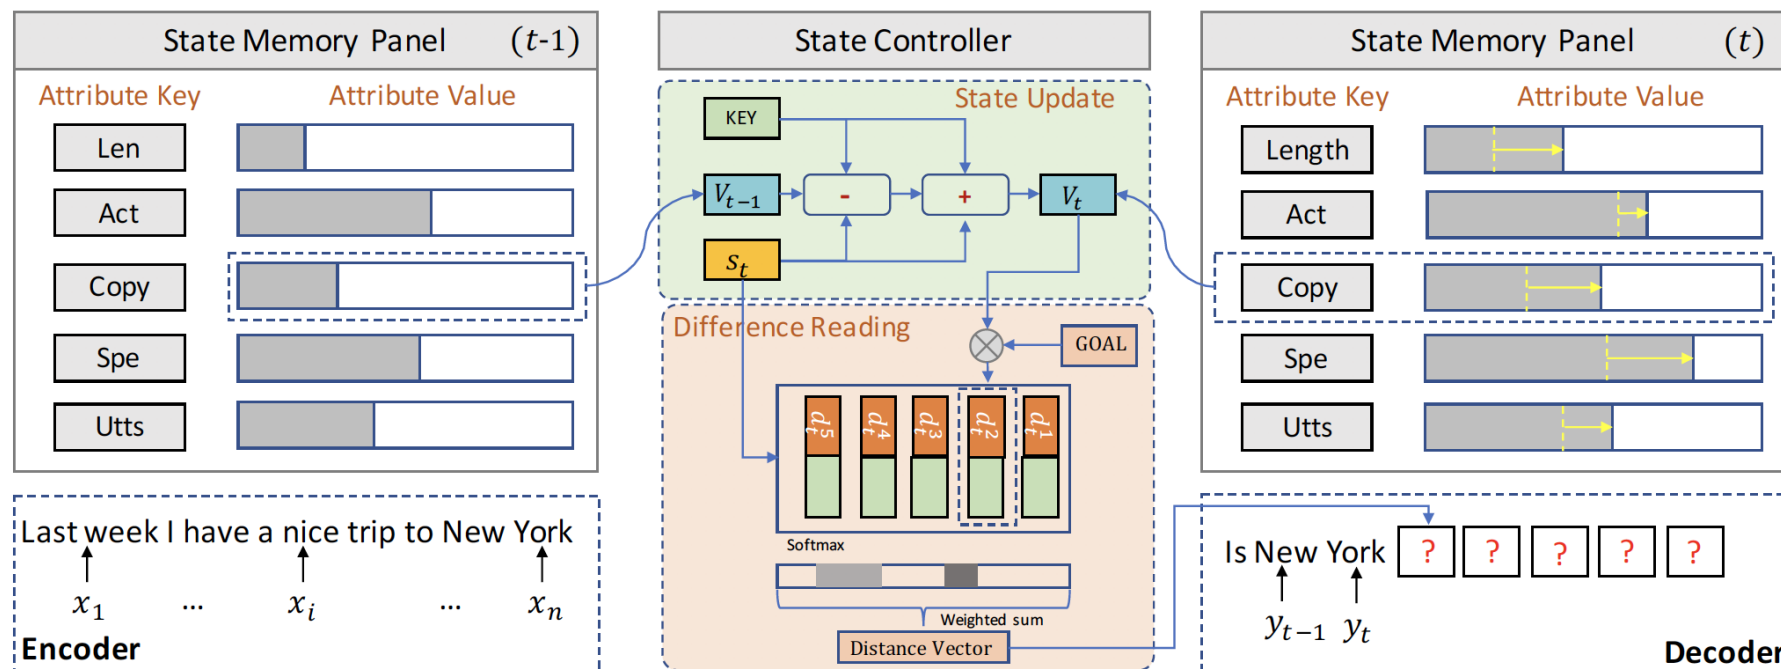 State Memory Panel (t-1)
Attribute Key Attribute Value
Len
Act
Copy
Spe
Utts
State Controller
State Update
KEY
V_{t−1} - + V_t
s_t
Difference Reading
GOAL
d_t^5 d_t^4 d_t^3 d_t^2 d_t^1
Softmax
Weighted sum
Distance Vector
State Memory Panel (t)
Attribute Key Attribute Value
Length
Act
Copy
Spe
Utts
Last week I have a nice trip to New York
x_1 ... x_i ... x_n
Encoder
Is New York ? ? ? ? ?
y_{t−1} y_t
Decoder